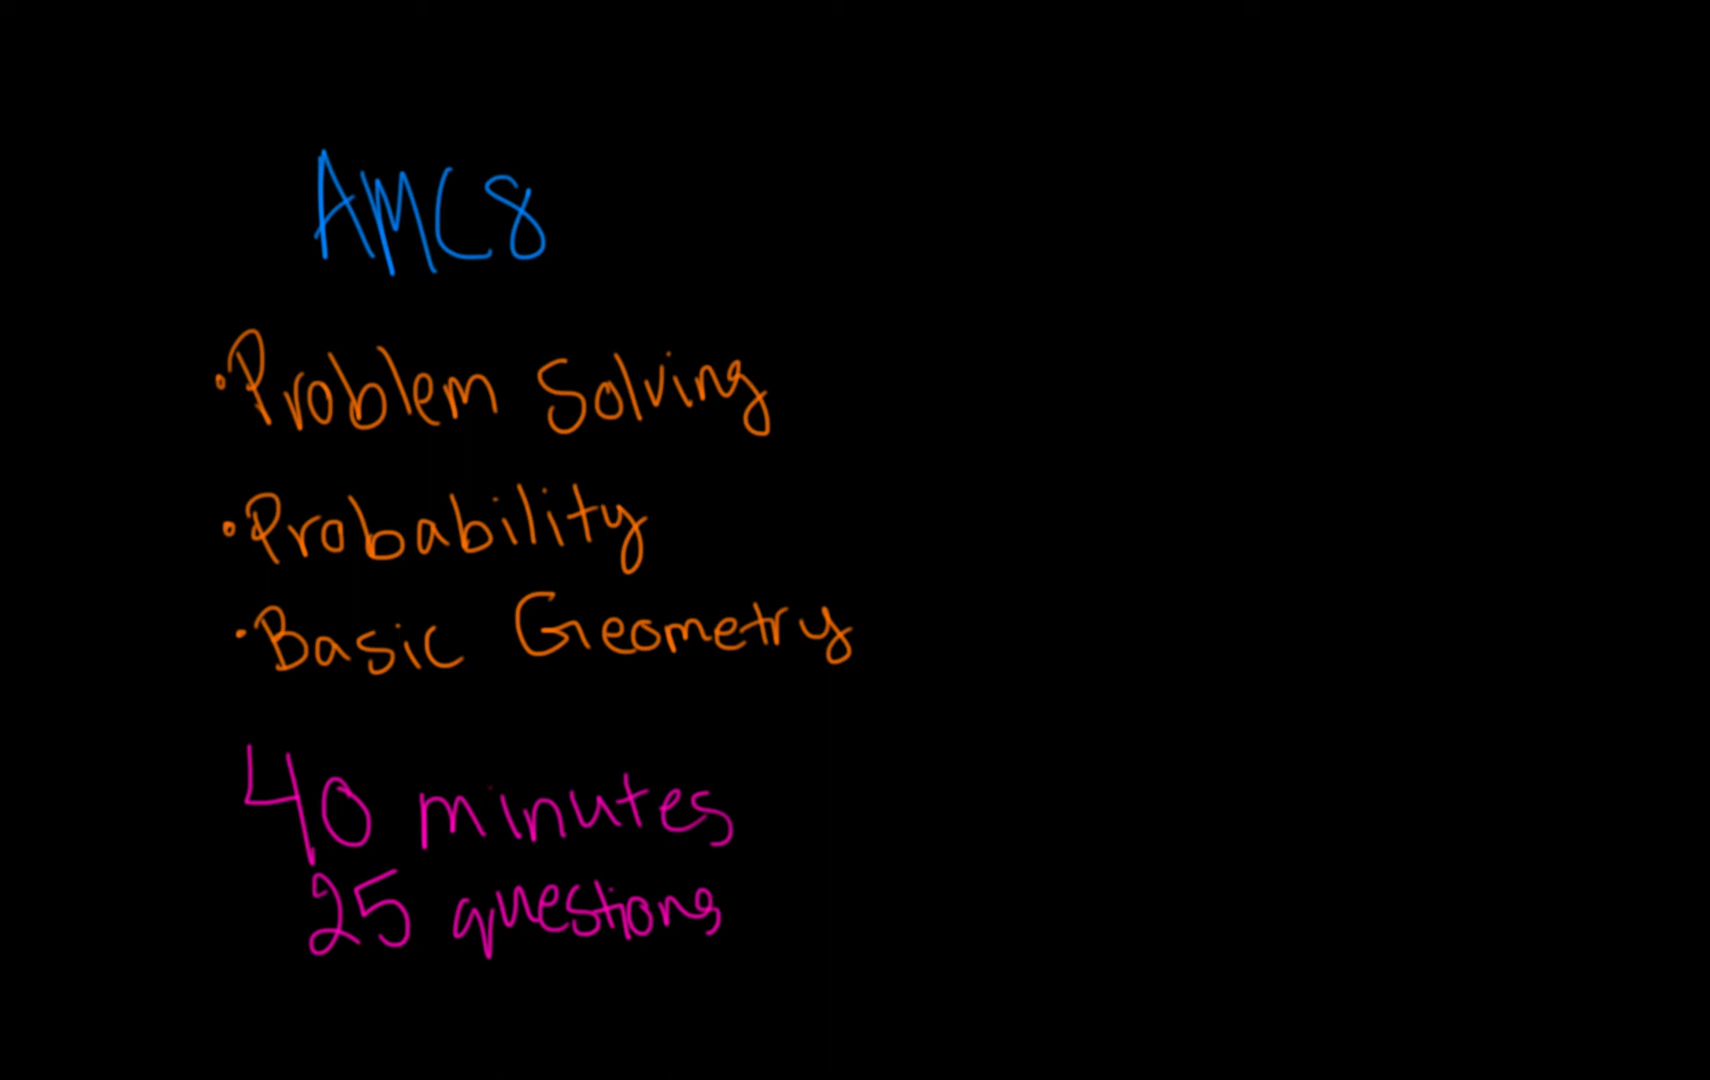 AMC8
• Problem Solving
• Probability
• Basic Geometry
40 minutes
25 questions